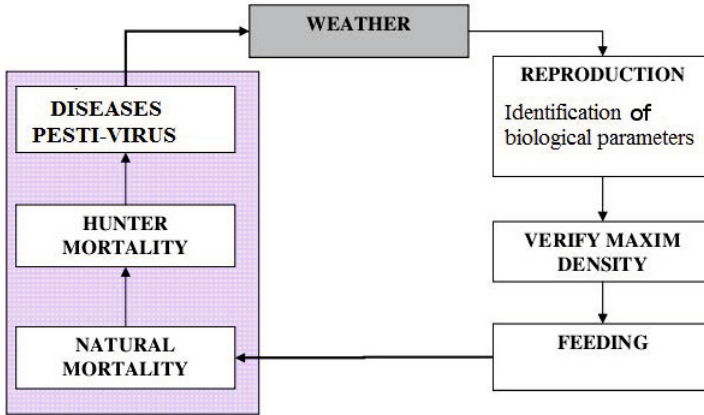 WEATHER
REPRODUCTION
Identification of
biological parameters
VERIFY MAXIM
DENSITY
FEEDING
NATURAL
MORTALITY
HUNTER
MORTALITY
DISEASES
PESTI-VIRUS